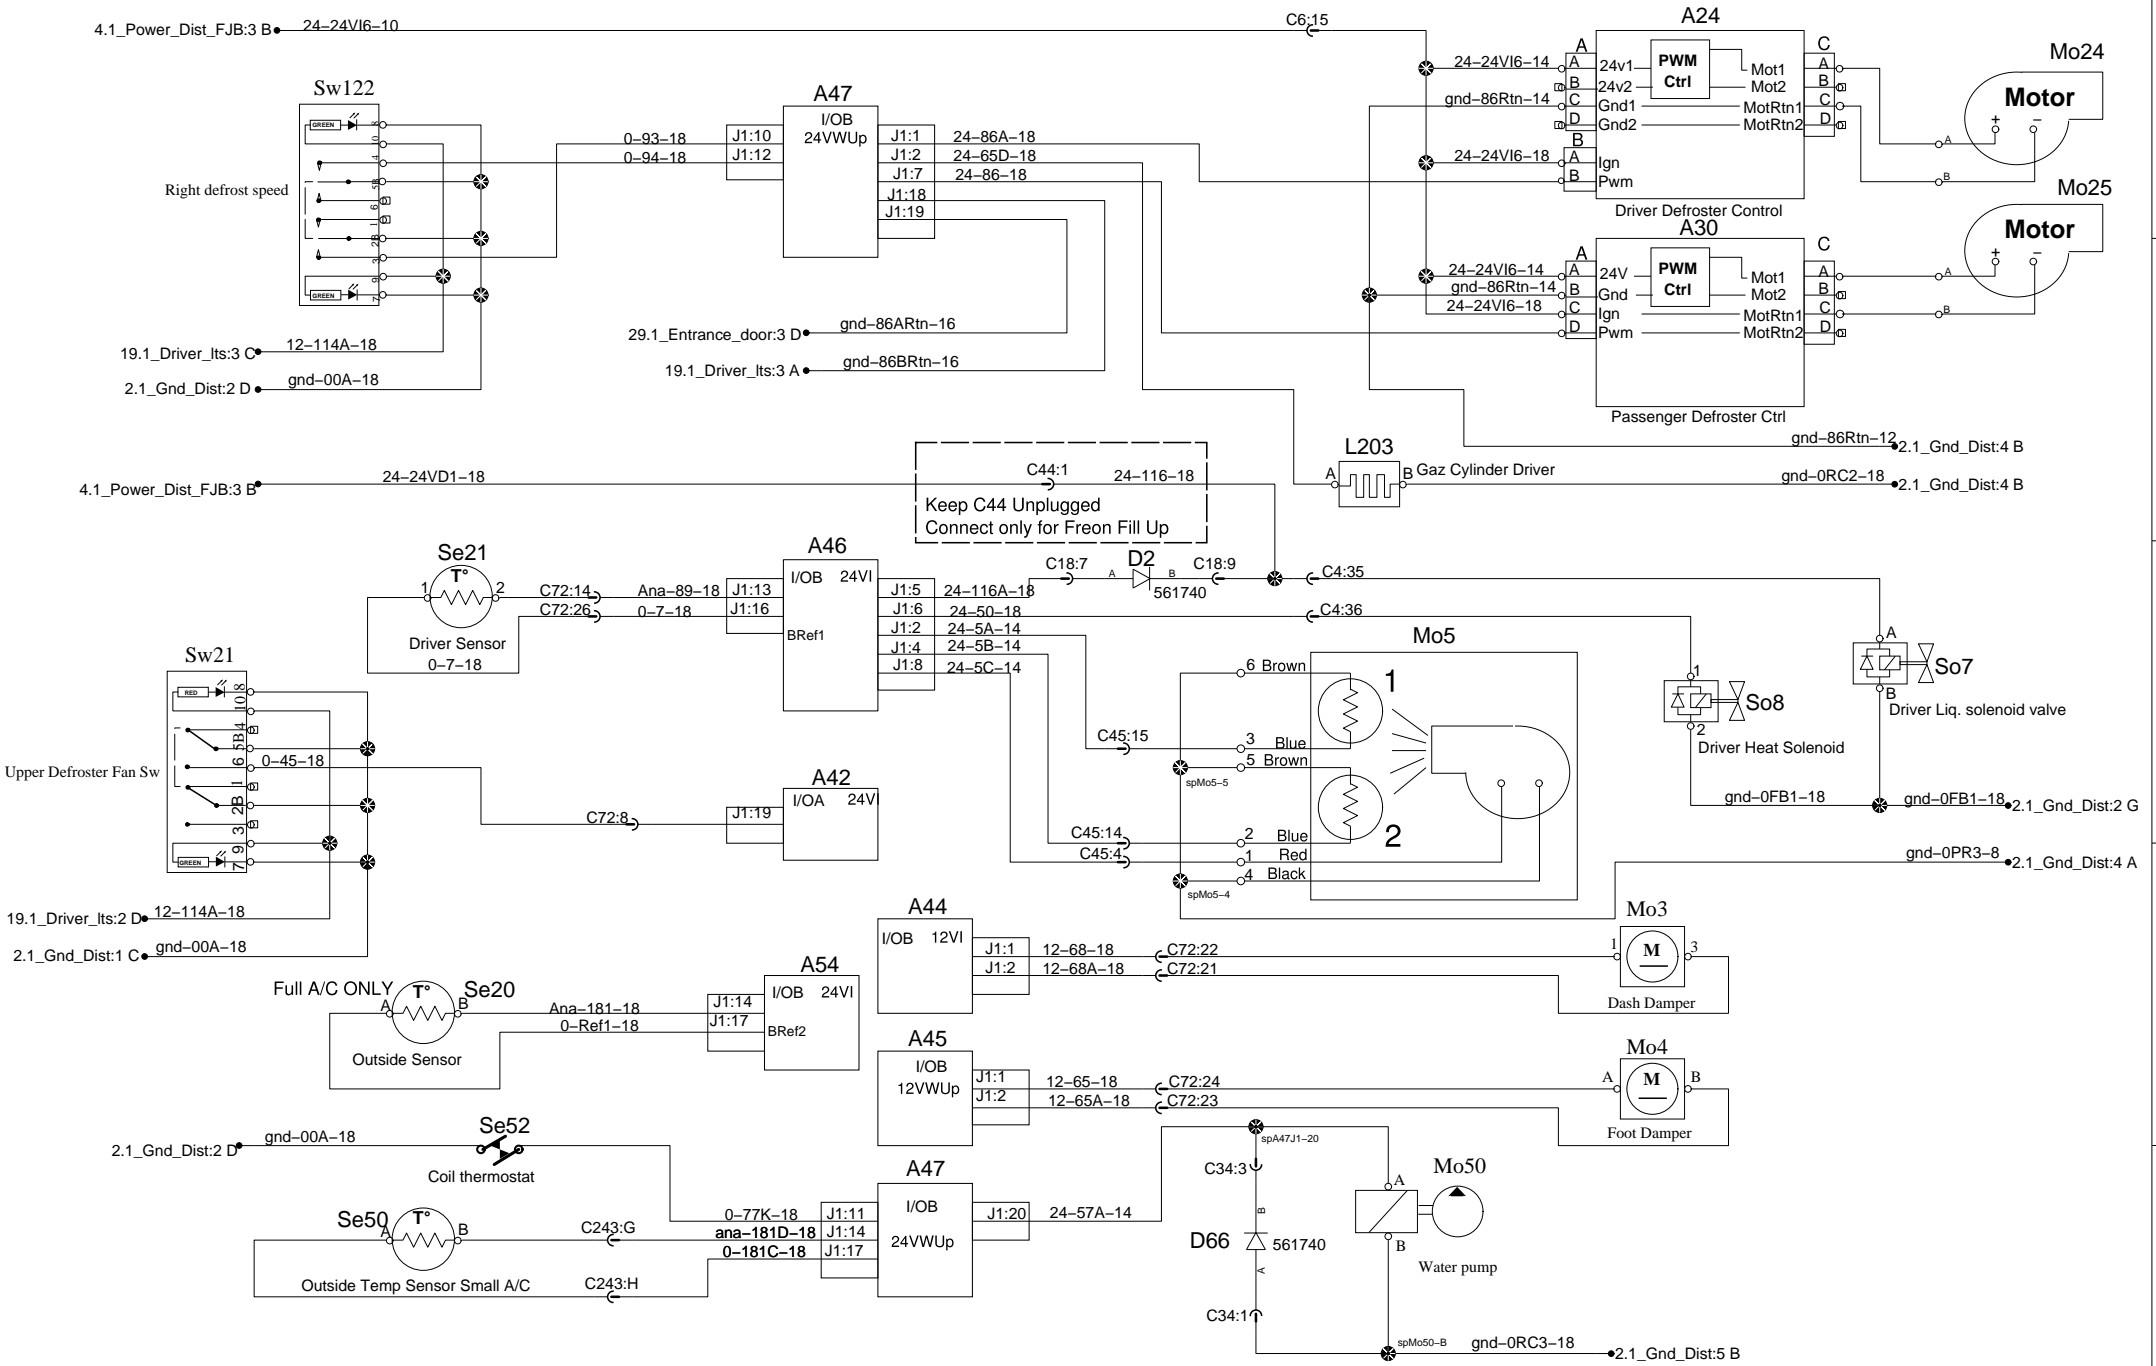 4.1_Power_Dist_FJB:3 B 24-24VI6-10 C6:15
Sw122
GREEN
8
10
4
5B
6
1
2B
3
9
7
GREEN
Right defrost speed
19.1_Driver_lts:3 C 12-114A-18
2.1_Gnd_Dist:2 D gnd-00A-18
0-93-18
0-94-18
A47
I/OB
24VWUp
J1:10
J1:12
J1:1 24-86A-18
J1:2 24-65D-18
J1:7 24-86-18
J1:18
J1:19
29.1_Entrance_door:3 D gnd-86ARtn-16
19.1_Driver_lts:3 A gnd-86BRtn-16
A24
24-24VI6-14
gnd-86Rtn-14
24-24VI6-18
A
A 24v1
B 24v2
C Gnd1
D Gnd2
B
A Ign
B Pwm
PWM
Ctrl
Mot1
Mot2
MotRtn1
MotRtn2
C
A
B
C
D
Driver Defroster Control
Mo24
Motor
+ −
A
B
A30
24-24VI6-14
gnd-86Rtn-14
24-24VI6-18
A
A 24V
B Gnd
C Ign
D Pwm
PWM
Ctrl
Mot1
Mot2
MotRtn1
MotRtn2
C
A
B
C
D
Passenger Defroster Ctrl
Mo25
Motor
+ −
A
B
gnd-86Rtn-12 2.1_Gnd_Dist:4 B
L203
A B Gaz Cylinder Driver
gnd-0RC2-18 2.1_Gnd_Dist:4 B
4.1_Power_Dist_FJB:3 B 24-24VD1-18
C44:1 24-116-18
Keep C44 Unplugged
Connect only for Freon Fill Up
Se21
T°
1 2
Driver Sensor
0-7-18
C72:14 Ana-89-18
C72:26 0-7-18
A46
I/OB 24VI
BRef1
J1:13
J1:16
J1:5 24-116A-18
J1:6 24-50-18
J1:2 24-5A-14
J1:4 24-5B-14
J1:8 24-5C-14
C18:7 A D2 B C18:9
561740
C4:35
C4:36
Sw21
RED
8
10
4
5B
6
1
2B
3
9
7
GREEN
Upper Defroster Fan Sw
0-45-18
19.1_Driver_lts:2 D 12-114A-18
2.1_Gnd_Dist:1 C gnd-00A-18
C72:8
A42
I/OA 24VI
J1:19
Mo5
6 Brown
3 Blue
5 Brown
2 Blue
1 Red
4 Black
1
2
C45:15
C45:14
C45:4
spMo5-5
spMo5-4
So8
1
2
Driver Heat Solenoid
So7
A
B
Driver Liq. solenoid valve
gnd-0FB1-18 gnd-0FB1-18 2.1_Gnd_Dist:2 G
gnd-0PR3-8 2.1_Gnd_Dist:4 A
A44
I/OB 12VI
J1:1 12-68-18 C72:22
J1:2 12-68A-18 C72:21
Mo3
1 M 3
Dash Damper
Full A/C ONLY
A T° B Se20
Outside Sensor
Ana-181-18
0-Ref1-18
A54
I/OB 24VI
BRef2
J1:14
J1:17
A45
I/OB
12VWUp
J1:1 12-65-18 C72:24
J1:2 12-65A-18 C72:23
Mo4
A M B
Foot Damper
2.1_Gnd_Dist:2 D gnd-00A-18
Se52
Coil thermostat
Se50
A T° B
Outside Temp Sensor Small A/C
C243:G
C243:H
0-77K-18
ana-181D-18
0-181C-18
A47
I/OB
24VWUp
J1:11
J1:14
J1:17
J1:20 24-57A-14
spA47J1-20
C34:3
B
D66 561740
A
C34:1
Mo50
A
B
Water pump
spMo50-B gnd-0RC3-18 2.1_Gnd_Dist:5 B